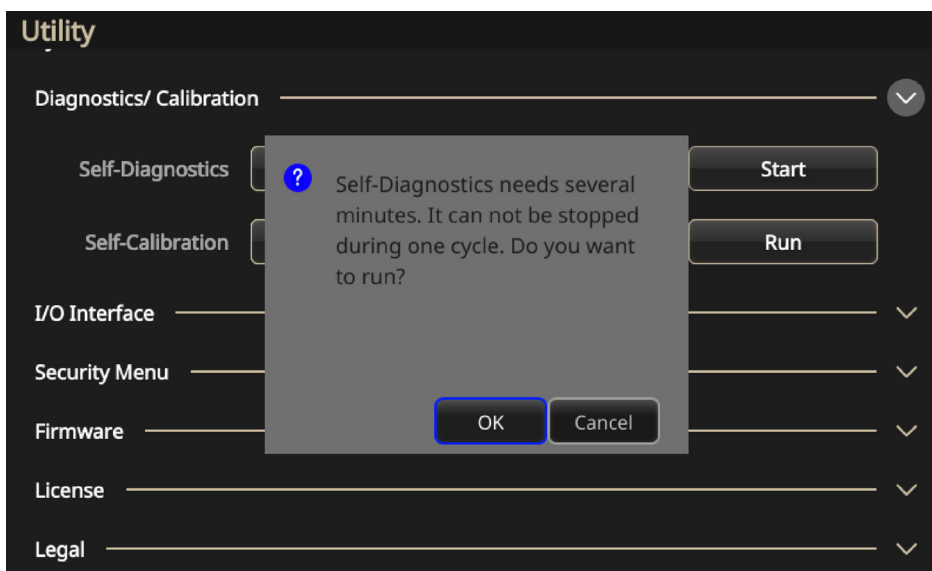 Utility
Diagnostics/ Calibration
Self-Diagnostics
Start
Self-Calibration
Run
?
Self-Diagnostics needs several
minutes. It can not be stopped
during one cycle. Do you want
to run?
OK
Cancel
I/O Interface
Security Menu
Firmware
License
Legal